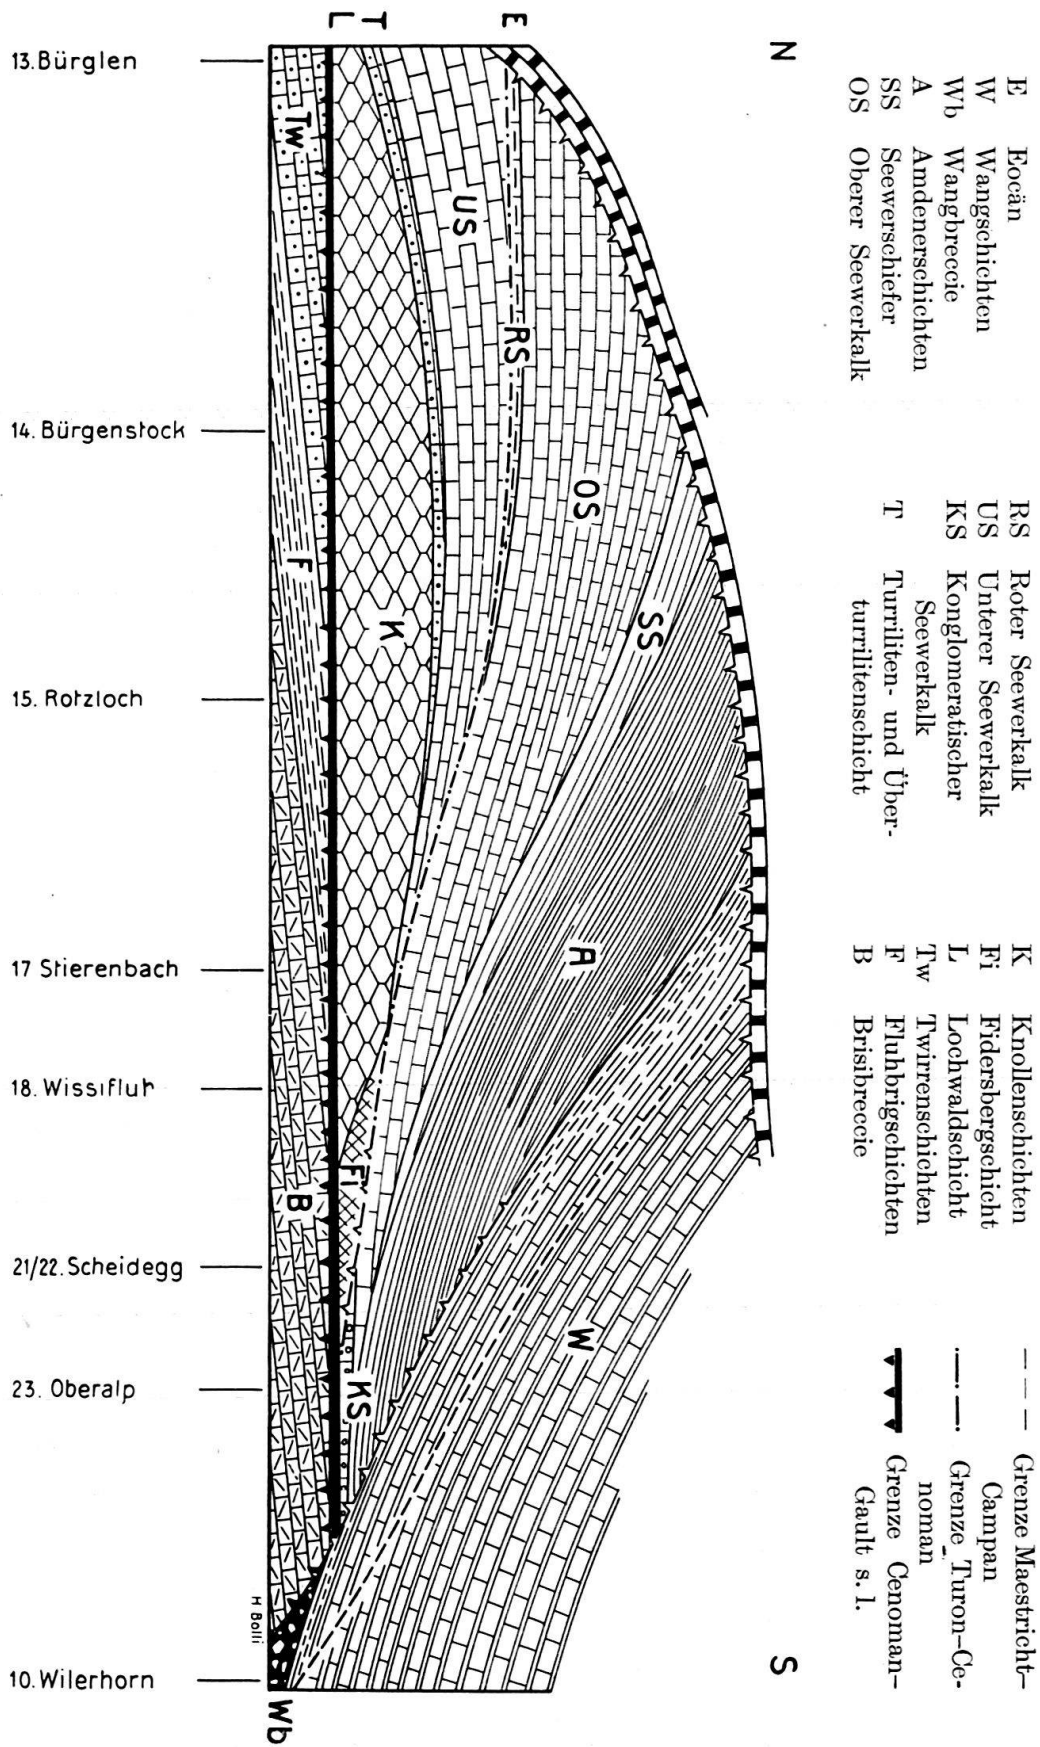 N
S
E
T
L
13. Bürglen
14. Bürgenstock
15. Rotzloch
17 Stierenbach
18. Wissifluh
21/22. Scheidegg
23. Oberalp
10. Wilerhorn
Tw
US
RS
OS
K
F
SS
A
Fi
B
W
KS
Wb
H Bolli
E Eocän
W Wangschichten
Wb Wangbreccie
A Amdenerschichten
SS Seewerschiefer
OS Oberer Seewerkalk
RS Roter Seewerkalk
US Unterer Seewerkalk
KS Konglomeratischer
Seewerkalk
T Turriliten- und Über-
turrilitenschicht
K Knollenschichten
Fi Fidersbergschicht
L Lochwaldschicht
Tw Twirrenschichten
F Fluhbrigschichten
B Brisibreccie
Grenze Maestricht-
Campan
Grenze Turon-Ce-
noman
Grenze Cenoman-
Gault s. l.